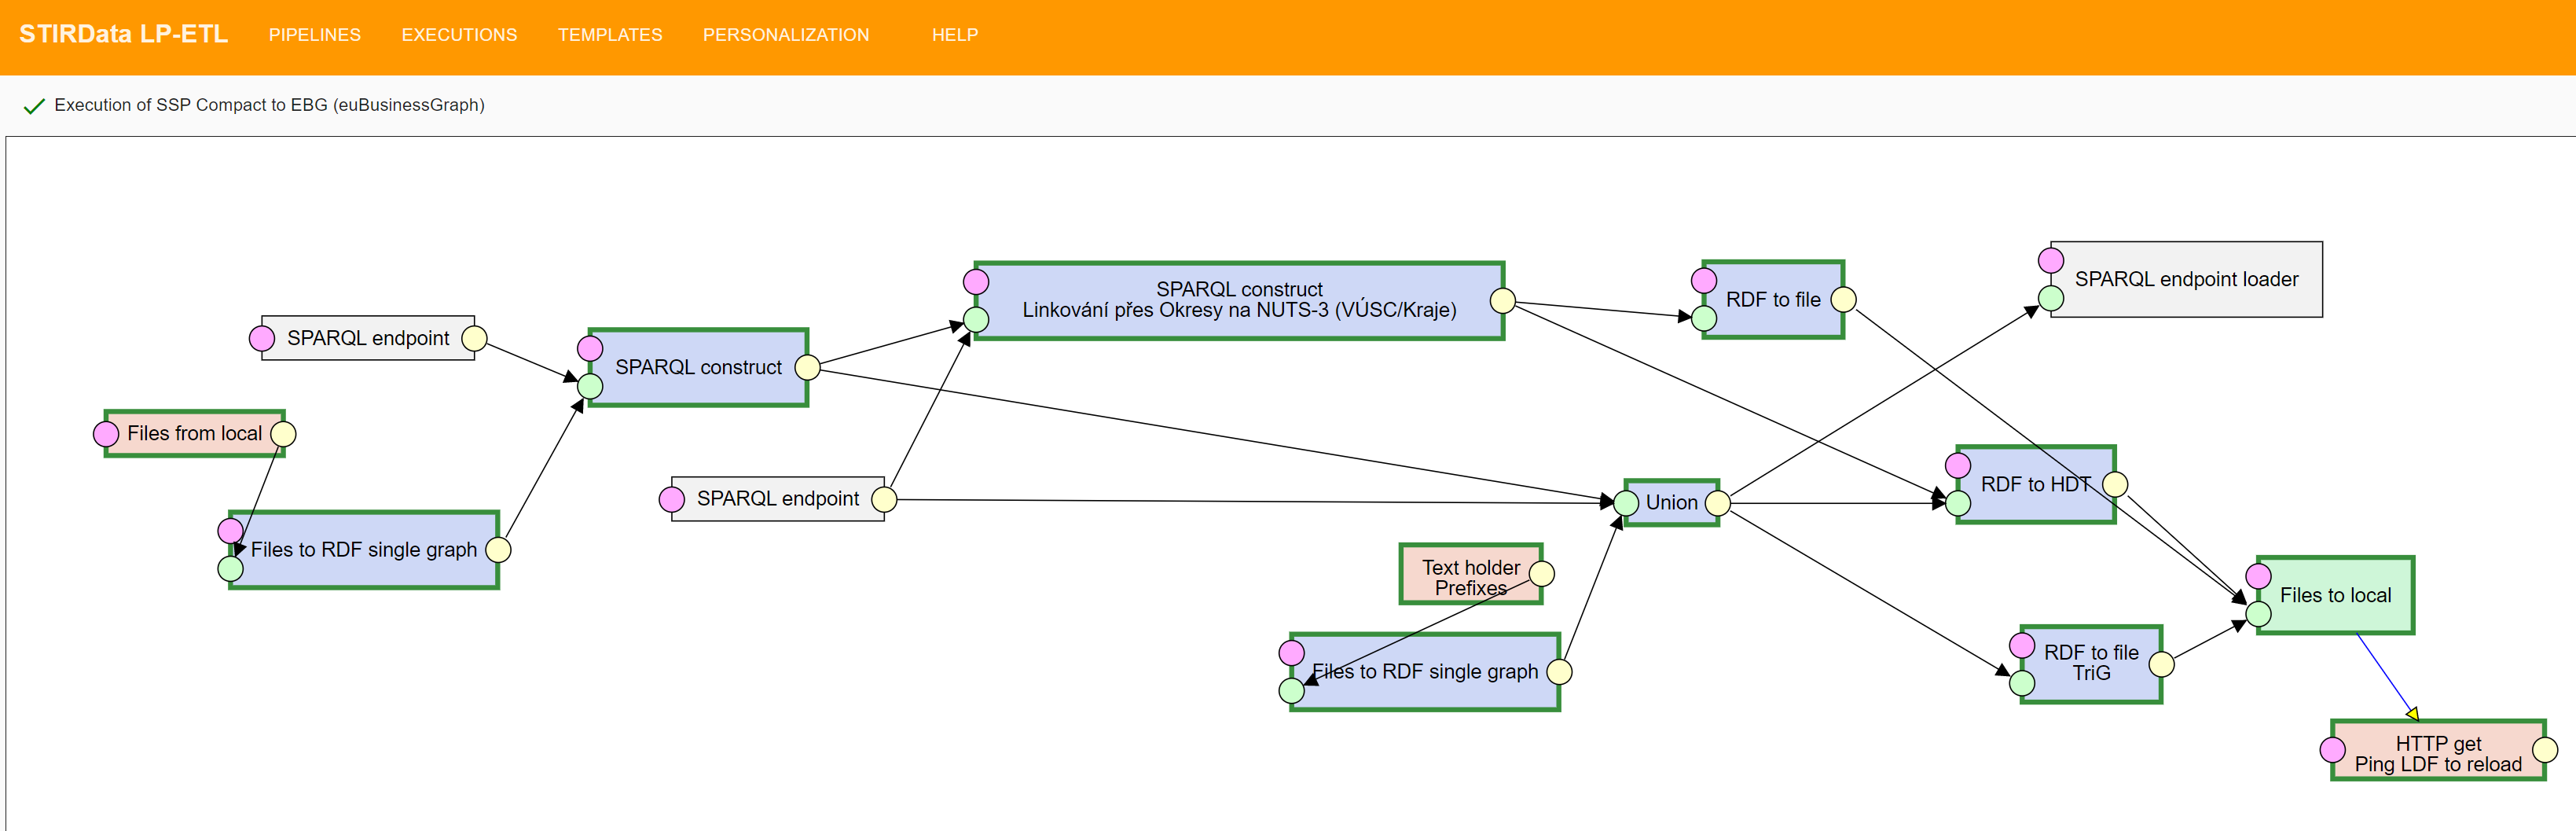 STIRData LP-ETL PIPELINES EXECUTIONS TEMPLATES PERSONALIZATION HELP
Execution of SSP Compact to EBG (euBusinessGraph)
SPARQL endpoint
Files from local
Files to RDF single graph
SPARQL construct
SPARQL endpoint
SPARQL construct
Linkování přes Okresy na NUTS-3 (VÚSC/Kraje)
Text holder
Prefixes
Files to RDF single graph
Union
RDF to file
SPARQL endpoint loader
RDF to HDT
RDF to file
TriG
Files to local
HTTP get
Ping LDF to reload